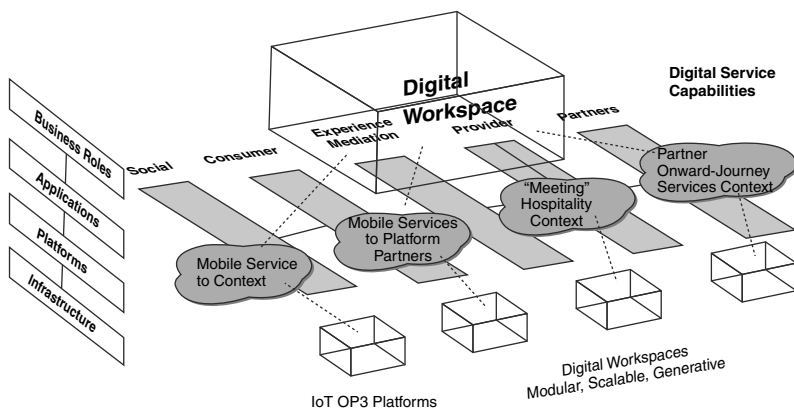 Digital
Workspace
Digital Service
Capabilities
Business Roles
Applications
Platforms
Infrastructure
Social
Consumer
Experience
Mediation
Provider
Partners
Mobile Service
to Context
Mobile Services
to Platform
Partners
“Meeting”
Hospitality
Context
Partner
Onward-Journey
Services Context
IoT OP3 Platforms
Digital Workspaces
Modular, Scalable, Generative